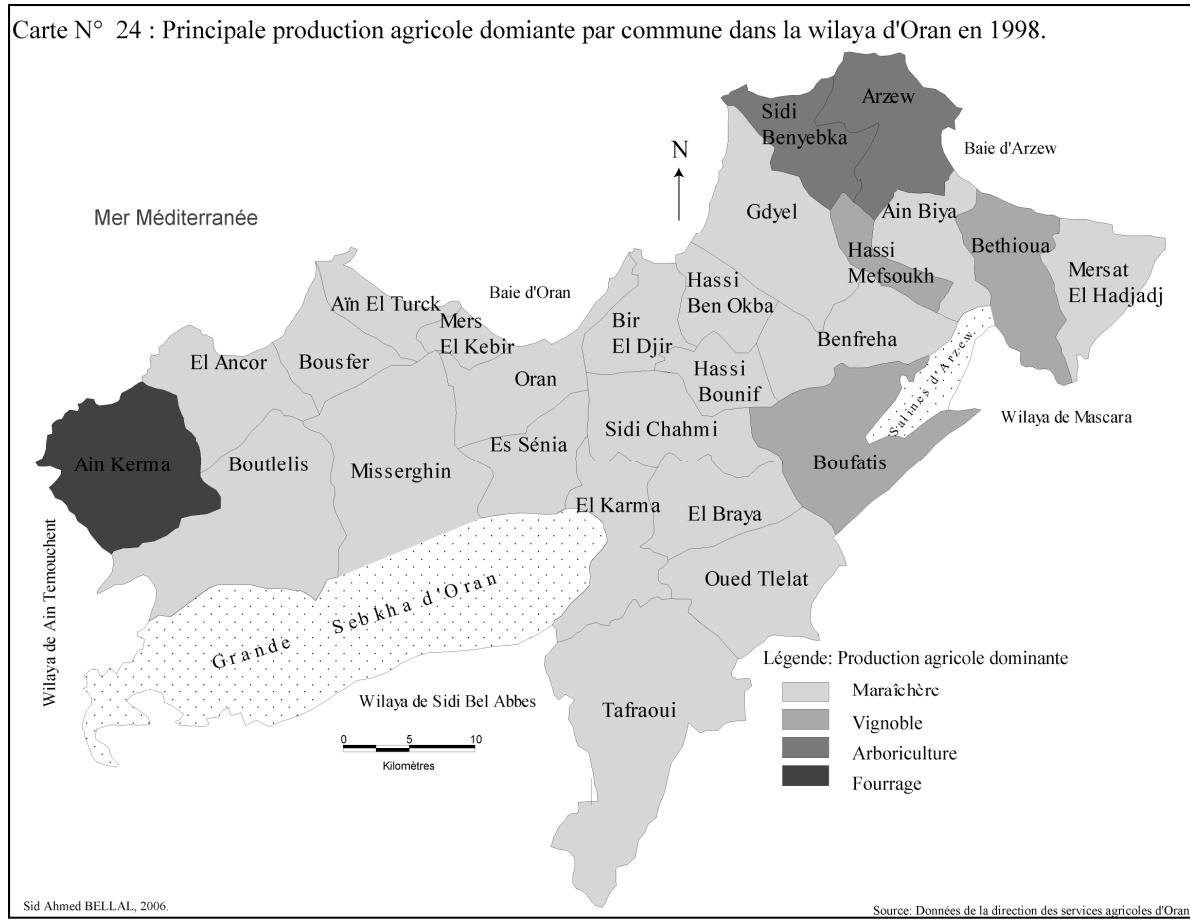 Carte N° 24 : Principale production agricole domiante par commune dans la wilaya d'Oran en 1998.
Sidi
Benyebka
Arzew
Baie d'Arzew
N
Mer Méditerranée
Gdyel
Ain Biya
Hassi
Mefsoukh
Bethioua
Mersat
El Hadjadj
Aïn El Turck
Baie d'Oran
Mers
El Kebir
Bir
El Djir
Hassi
Ben Okba
Benfreha
El Ancor
Bousfer
Oran
Hassi
Bounif
Salines d'Arzew
Wilaya de Mascara
Ain Kerma
Boutlelis
Misserghin
Es Sénia
Sidi Chahmi
Boufatis
El Karma
El Braya
Oued Tlelat
Wilaya de Ain Temouchent
Grande Sebkha d'Oran
Wilaya de Sidi Bel Abbes
Tafraoui
0 5 10
Kilomètres
Légende: Production agricole dominante
Maraîchère
Vignoble
Arboriculture
Fourrage
Sid Ahmed BELLAL, 2006.
Source: Données de la direction des services agricoles d'Oran